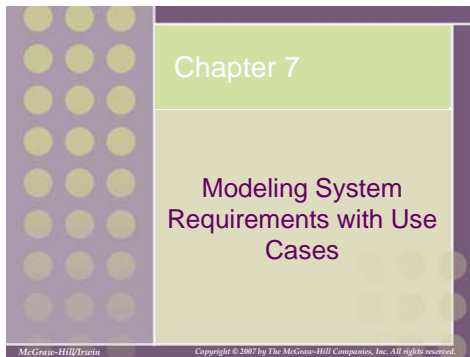 Chapter 7
Modeling System
Requirements with Use
Cases
McGraw-Hill/Irwin
Copyright © 2007 by The McGraw-Hill Companies, Inc. All rights reserved.